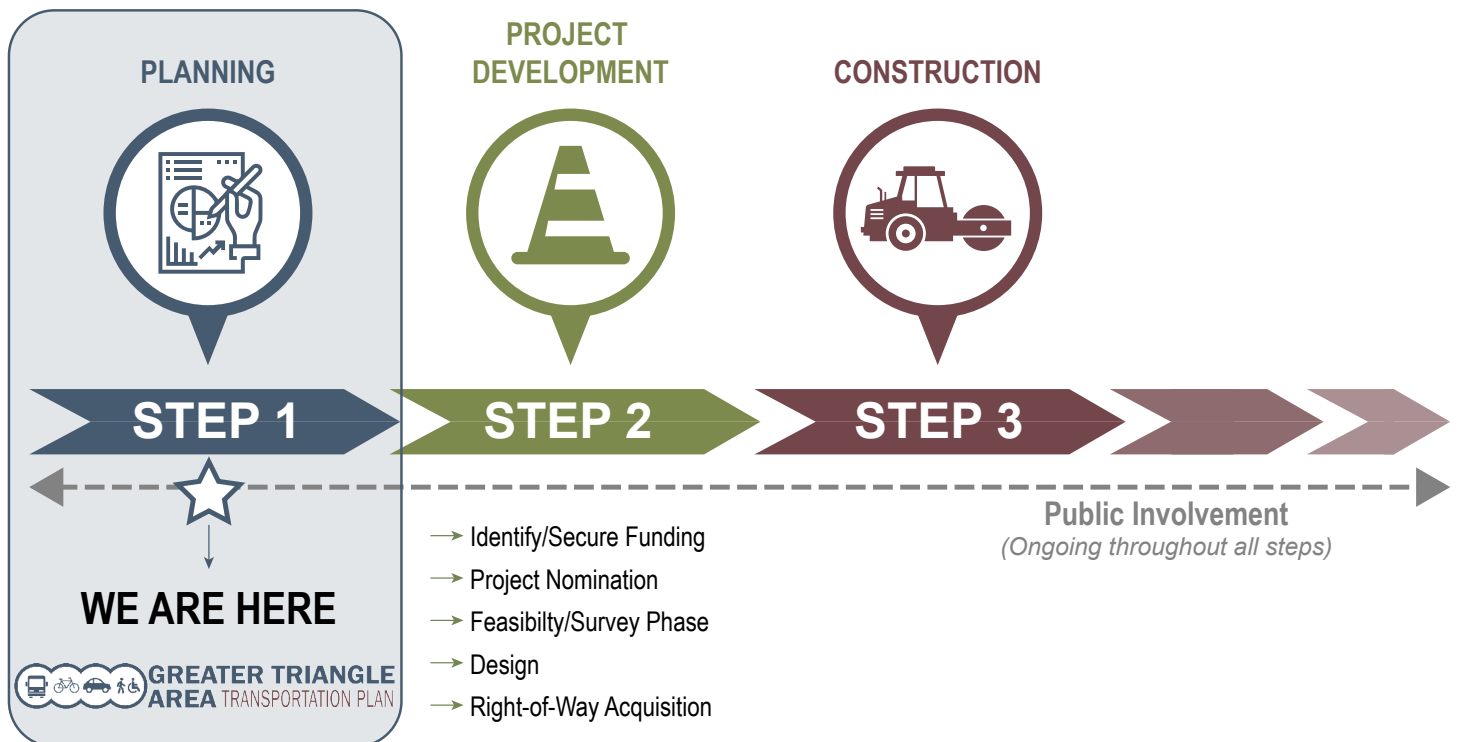 PLANNING
PROJECT
DEVELOPMENT
CONSTRUCTION
STEP 1
STEP 2
STEP 3
Public Involvement
(Ongoing throughout all steps)
WE ARE HERE
GREATER TRIANGLE
AREA TRANSPORTATION PLAN
Identify/Secure Funding
Project Nomination
Feasibilty/Survey Phase
Design
Right-of-Way Acquisition